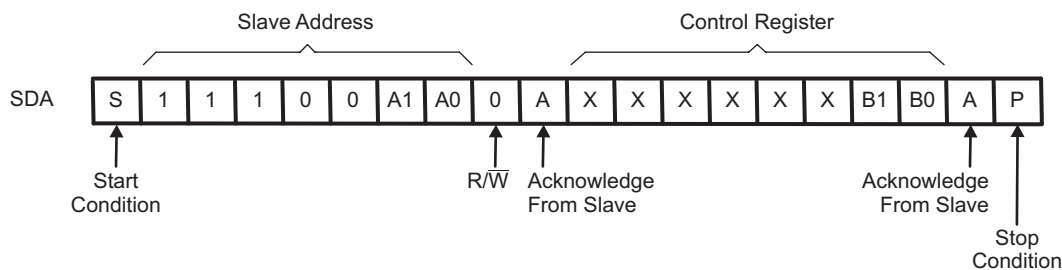 Slave Address
Control Register
SDA S 1 1 1 0 0 A1 A0 0 A X X X X X X B1 B0 A P
Start
Condition
R/W̅
Acknowledge
From Slave
Acknowledge
From Slave
Stop
Condition